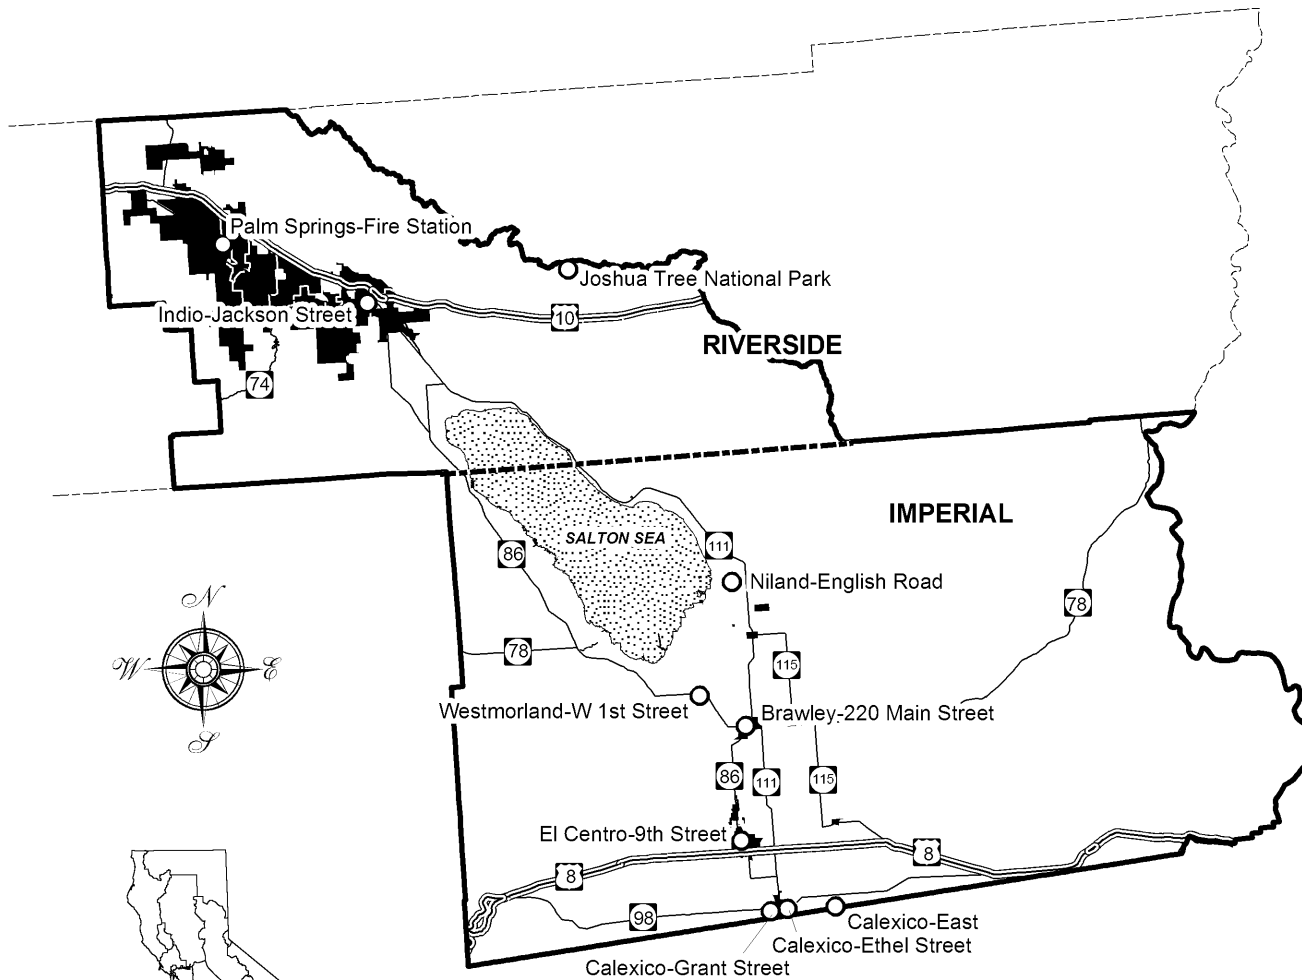 Palm Springs-Fire Station
Joshua Tree National Park
Indio-Jackson Street
10
RIVERSIDE
74
IMPERIAL
SALTON SEA
111
86
Niland-English Road
N
78
78
W
E
115
Westmorland-W 1st Street
Brawley-220 Main Street
S
86
111
115
El Centro-9th Street
8
8
98
Calexico-East
Calexico-Ethel Street
Calexico-Grant Street